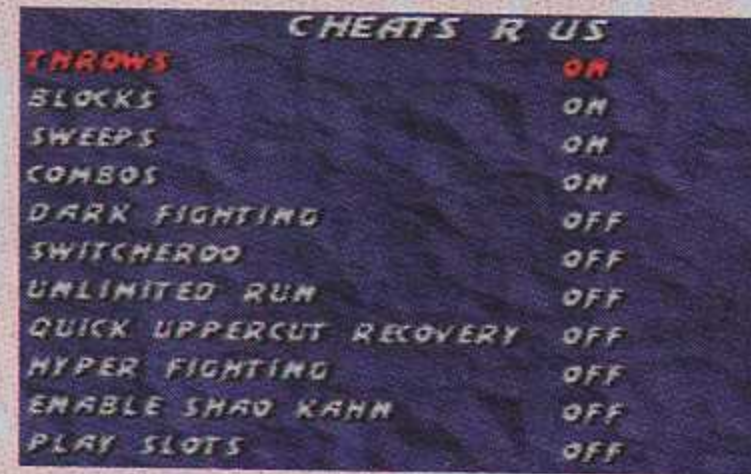 CHEATS R US
THROWS ON
BLOCKS ON
SWEEPS ON
COMBOS ON
DARK FIGHTING OFF
SWITCHEROO OFF
UNLIMITED RUN OFF
QUICK UPPERCUT RECOVERY OFF
HYPER FIGHTING OFF
ENABLE SHAO KAHN OFF
PLAY SLOTS OFF